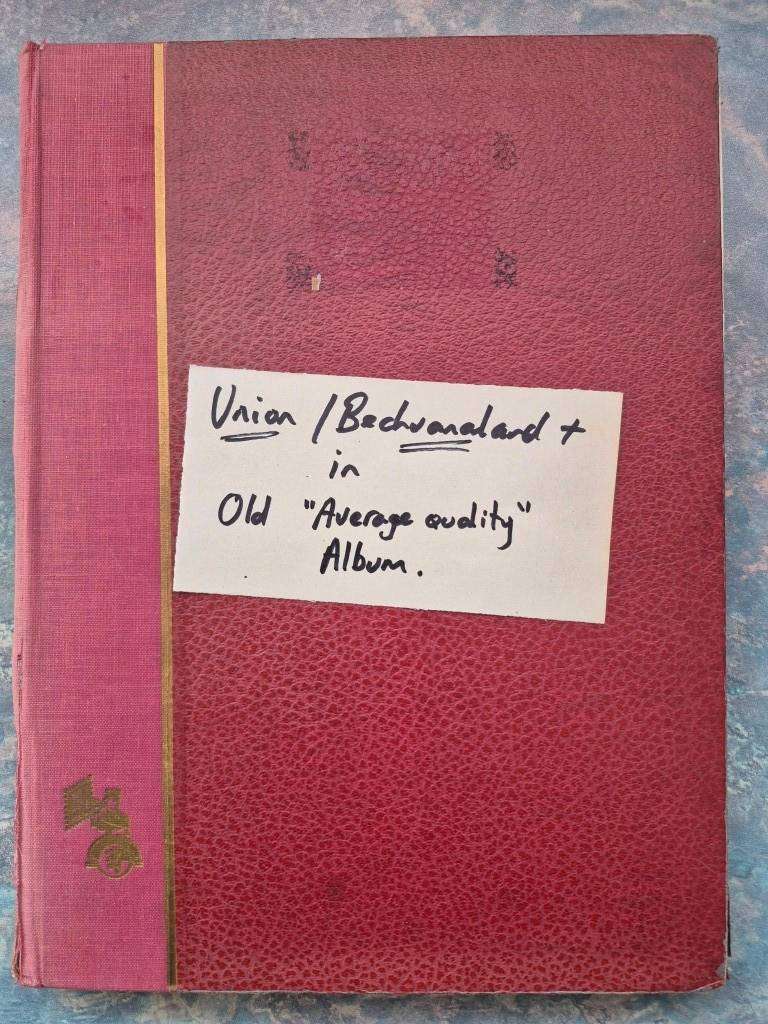 Union / Bechuanaland +
in
Old "Average quality"
Album.